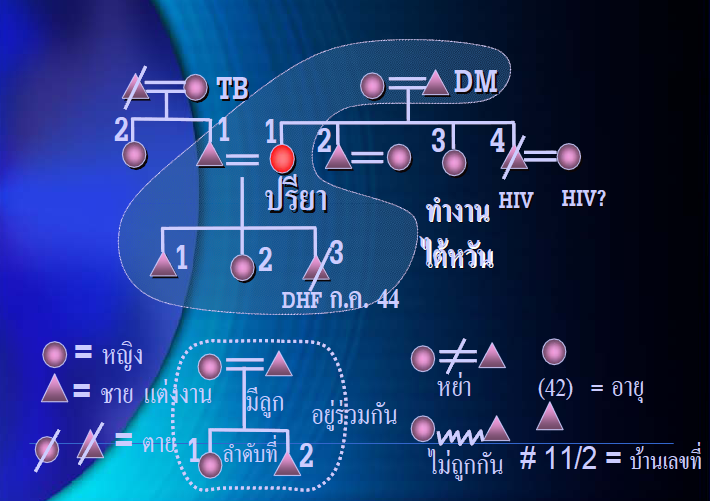 TB
DM
2
1
1
2
3
4
ปรียา
ทำงาน
ไต้หวัน
HIV
HIV?
1
2
3
DHF ก.ค. 44
= หญิง
= ชาย แต่งงาน
= ตาย
มีลูก
อยู่ร่วมกัน
1
ลำดับที่
2
หย่า
(42) = อายุ
ไม่ถูกกัน
# 11/2 = บ้านเลขที่